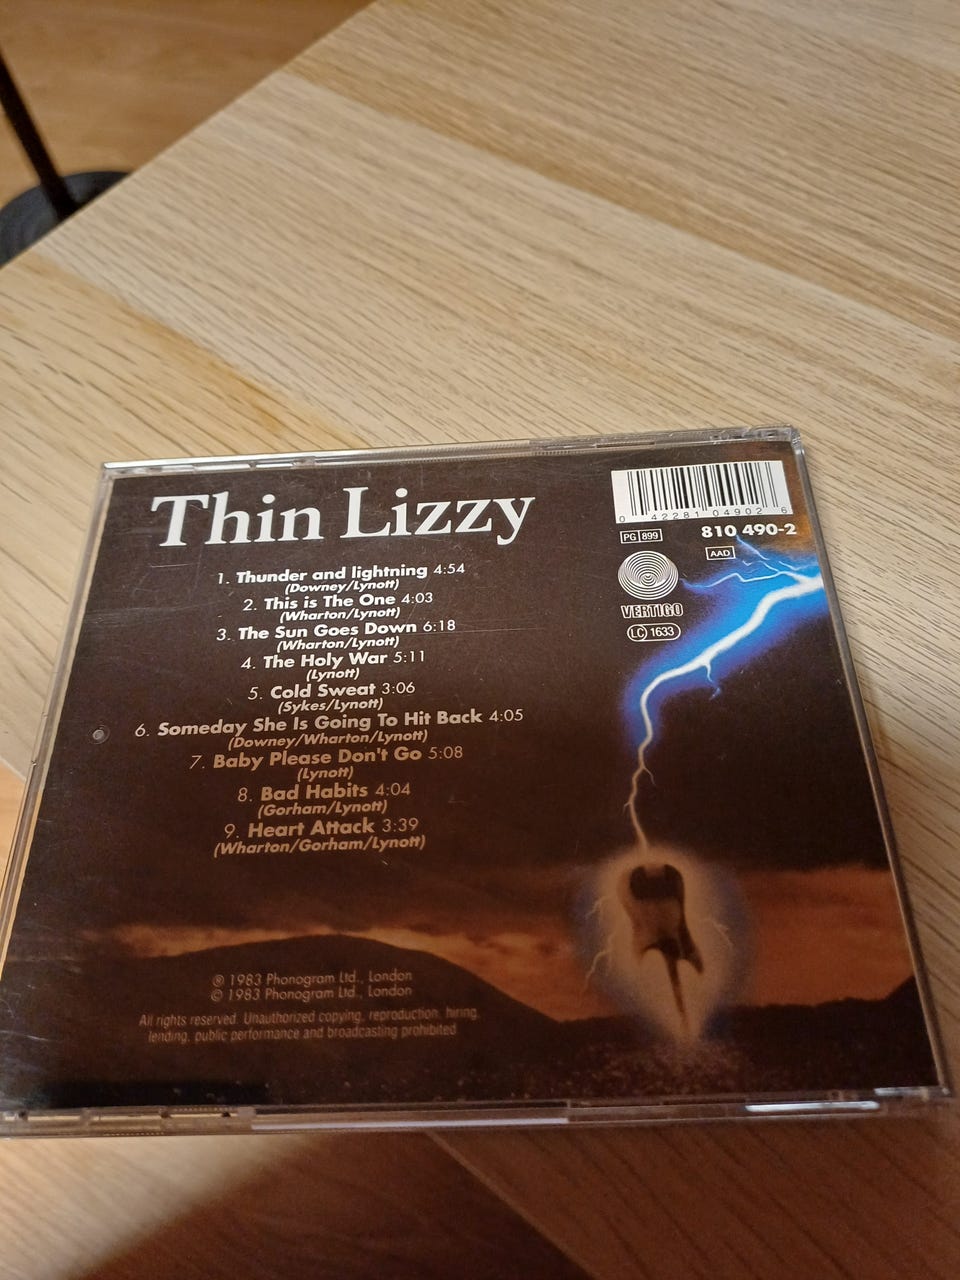 Thin Lizzy
1. Thunder and lightning 4:54
(Downey/Lynott)
2. This is The One 4:03
(Wharton/Lynott)
3. The Sun Goes Down 6:18
(Wharton/Lynott)
4. The Holy War 5:11
(Lynott)
5. Cold Sweat 3:06
(Sykes/Lynott)
6. Someday She Is Going To Hit Back 4:05
(Downey/Wharton/Lynott)
7. Baby Please Don't Go 5:08
(Lynott)
8. Bad Habits 4:04
(Gorham/Lynott)
9. Heart Attack 3:39
(Wharton/Gorham/Lynott)
℗ 1983 Phonogram Ltd., London
© 1983 Phonogram Ltd., London
All rights reserved. Unauthorized copying, reproduction, hiring,
lending, public performance and broadcasting prohibited
0 42281 04902 6
PG 899
810 490-2
AAD
VERTIGO
LC 1633